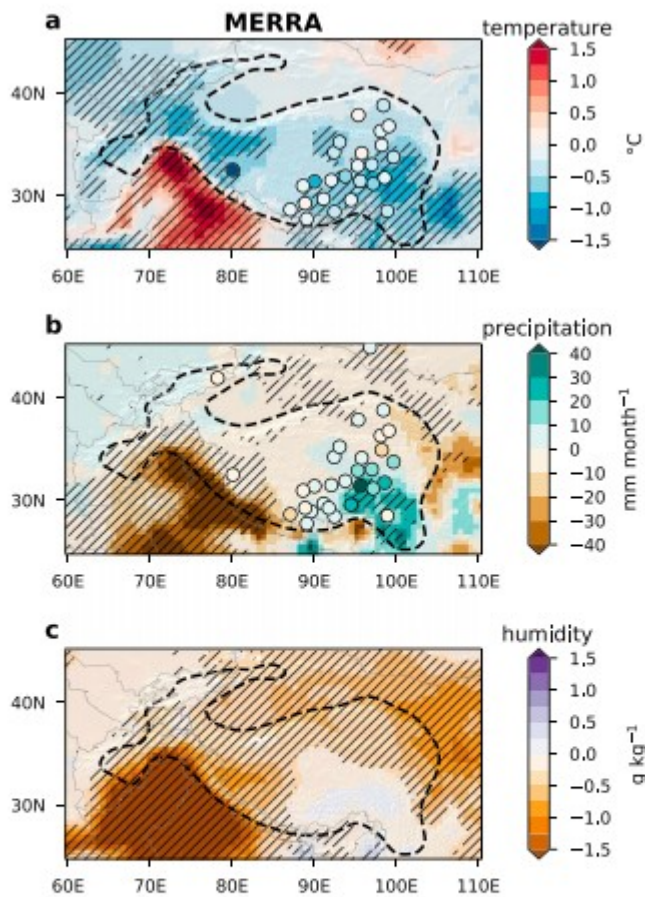 MERRA
a
temperature
40N
30N
60E 70E 80E 90E 100E 110E
1.5
1.0
0.5
0.0
−0.5
−1.0
−1.5
°C
b
precipitation
40N
30N
60E 70E 80E 90E 100E 110E
40
30
20
10
0
−10
−20
−30
−40
mm month⁻¹
c
humidity
40N
30N
60E 70E 80E 90E 100E 110E
1.5
1.0
0.5
0.0
−0.5
−1.0
−1.5
g kg⁻¹